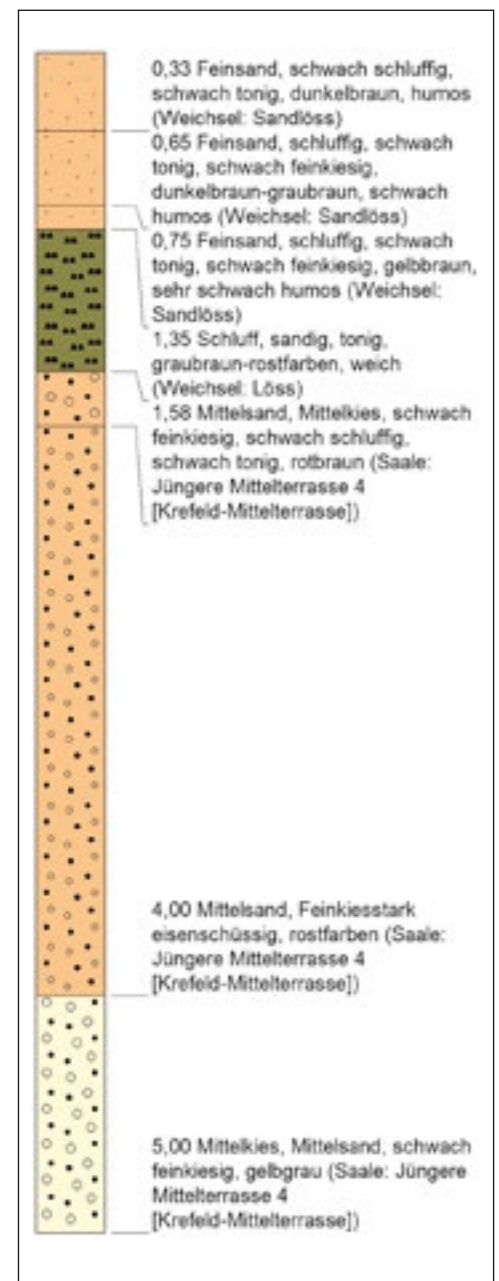 0,33 Feinsand, schwach schluffig,
schwach tonig, dunkelbraun, humos
(Weichsel: Sandlöss)
0,65 Feinsand, schluffig, schwach
tonig, schwach feinkiesig,
dunkelbraun-graubraun, schwach
humos (Weichsel: Sandlöss)
0,75 Feinsand, schluffig, schwach
tonig, schwach feinkiesig, gelbbraun,
sehr schwach humos (Weichsel:
Sandlöss)
1,35 Schluff, sandig, tonig,
graubraun-rostfarben, weich
(Weichsel: Löss)
1,58 Mittelsand, Mittelkies, schwach
feinkiesig, schwach schluffig,
schwach tonig, rotbraun (Saale:
Jüngere Mittelterrasse 4
[Krefeld-Mittelterrasse])
4,00 Mittelsand, Feinkiesstark
eisenschüssig, rostfarben (Saale:
Jüngere Mittelterrasse 4
[Krefeld-Mittelterrasse])
5,00 Mittelkies, Mittelsand, schwach
feinkiesig, gelbgrau (Saale: Jüngere
Mittelterrasse 4
[Krefeld-Mittelterrasse])